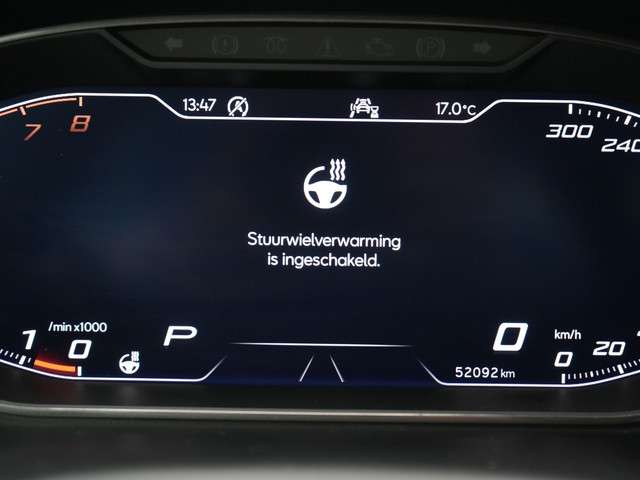 13:47 17.0°C
7 8 300 240
Stuurwielverwarming
is ingeschakeld.
/min x1000 P 0 km/h
1 0 0 20
52092 km